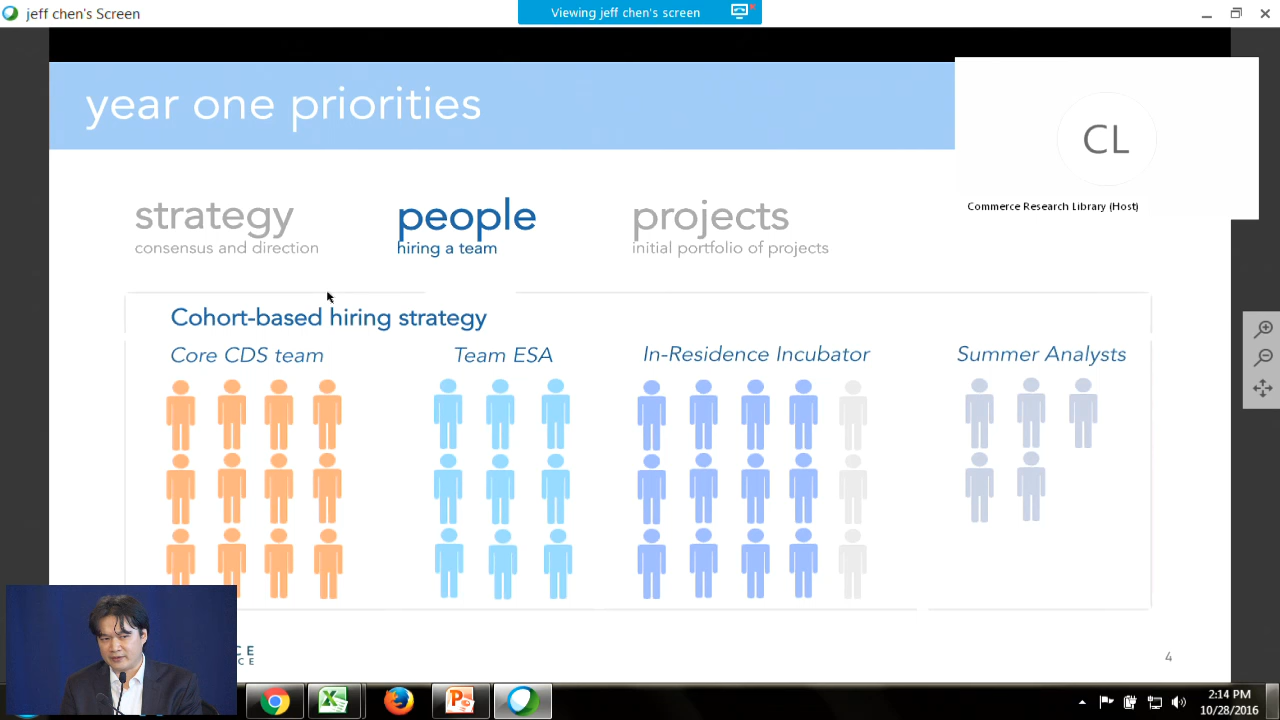 jeff chen's Screen
Viewing jeff chen's screen
year one priorities
CL
Commerce Research Library (Host)
strategy
consensus and direction
people
hiring a team
projects
initial portfolio of projects
Cohort-based hiring strategy
Core CDS team
Team ESA
In-Residence Incubator
Summer Analysts
4
2:14 PM
10/28/2016